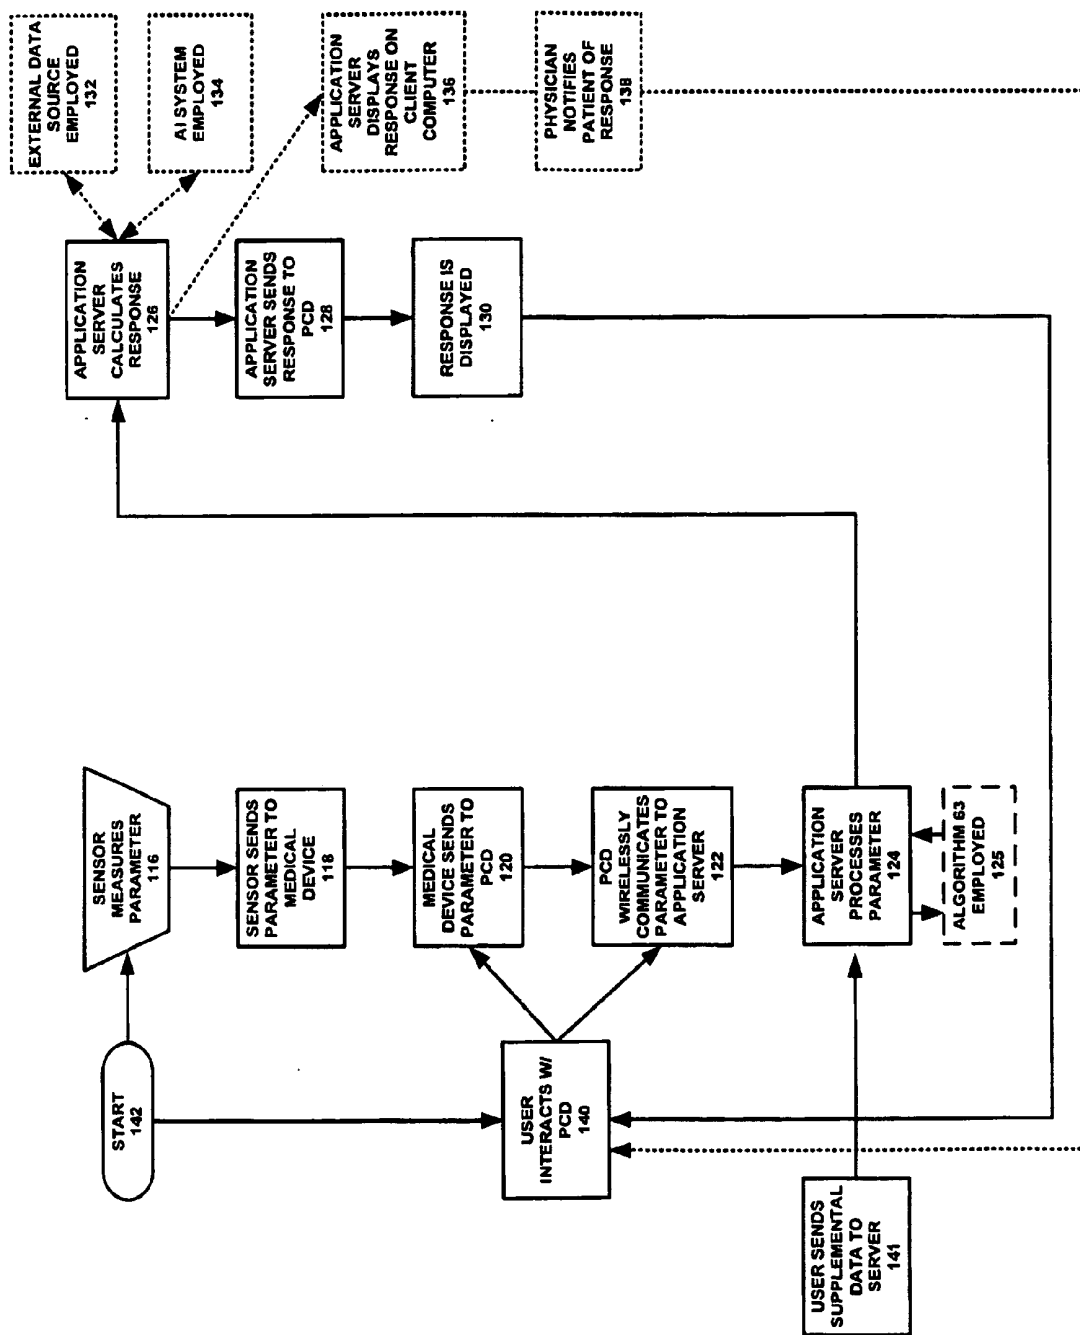 START
142
SENSOR
MEASURES
PARAMETER
116
SENSOR SENDS
PARAMETER TO
MEDICAL
DEVICE
118
MEDICAL
DEVICE SENDS
PARAMETER TO
PCD
120
PCD
WIRELESSLY
COMMUNICATES
PARAMETER TO
APPLICATION
SERVER
122
APPLICATION
SERVER
PROCESSES
PARAMETER
124
ALGORITHM 63
EMPLOYED
125
USER
INTERACTS W/
PCD
140
USER SENDS
SUPPLEMENTAL
DATA TO
SERVER
141
APPLICATION
SERVER
CALCULATES
RESPONSE
126
APPLICATION
SERVER SENDS
RESPONSE TO
PCD
128
RESPONSE IS
DISPLAYED
130
EXTERNAL DATA
SOURCE
EMPLOYED
132
AI SYSTEM
EMPLOYED
134
APPLICATION
SERVER
DISPLAYS
RESPONSE ON
CLIENT
COMPUTER
136
PHYSICIAN
NOTIFIES
PATIENT OF
RESPONSE
138